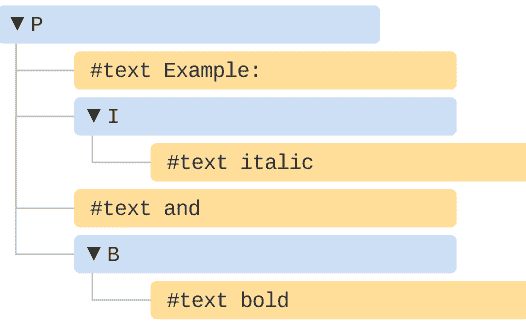 ▼ P
#text Example:
▼ I
#text italic
#text and
▼ B
#text bold